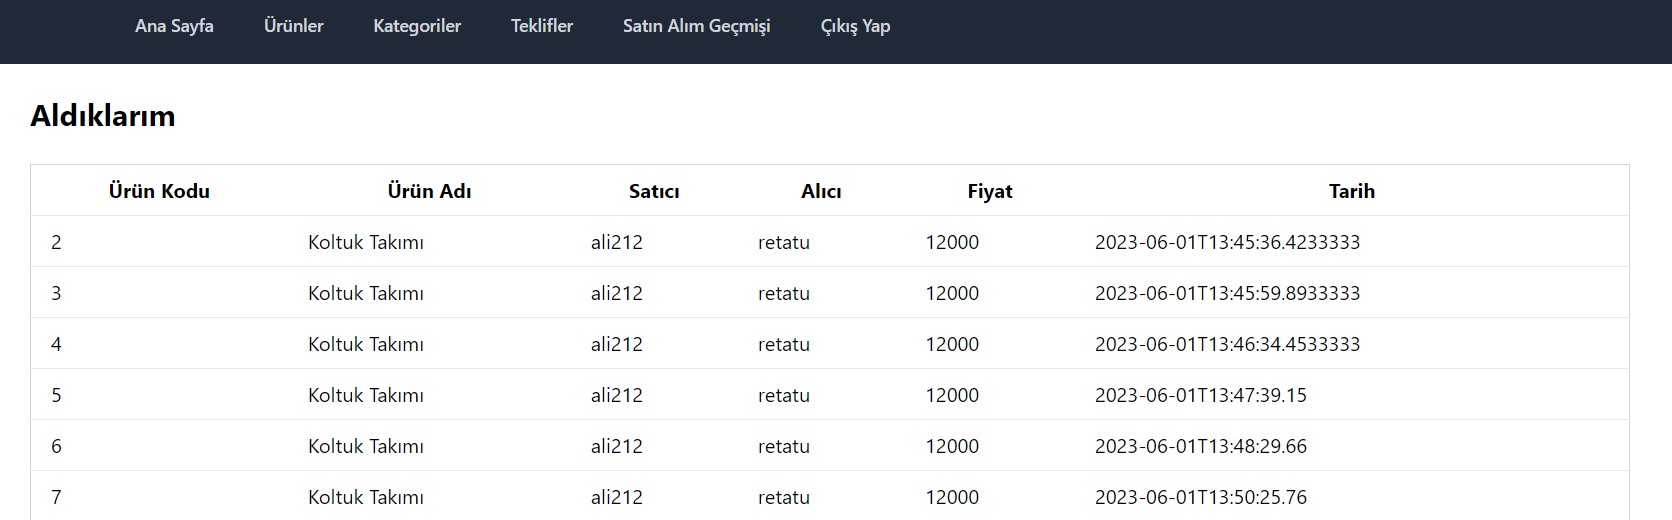 Ana Sayfa Ürünler Kategoriler Teklifler Satın Alım Geçmişi Çıkış Yap
Aldıklarım
Ürün Kodu Ürün Adı Satıcı Alıcı Fiyat Tarih
2 Koltuk Takımı ali212 retatu 12000 2023-06-01T13:45:36.4233333
3 Koltuk Takımı ali212 retatu 12000 2023-06-01T13:45:59.8933333
4 Koltuk Takımı ali212 retatu 12000 2023-06-01T13:46:34.4533333
5 Koltuk Takımı ali212 retatu 12000 2023-06-01T13:47:39.15
6 Koltuk Takımı ali212 retatu 12000 2023-06-01T13:48:29.66
7 Koltuk Takımı ali212 retatu 12000 2023-06-01T13:50:25.76